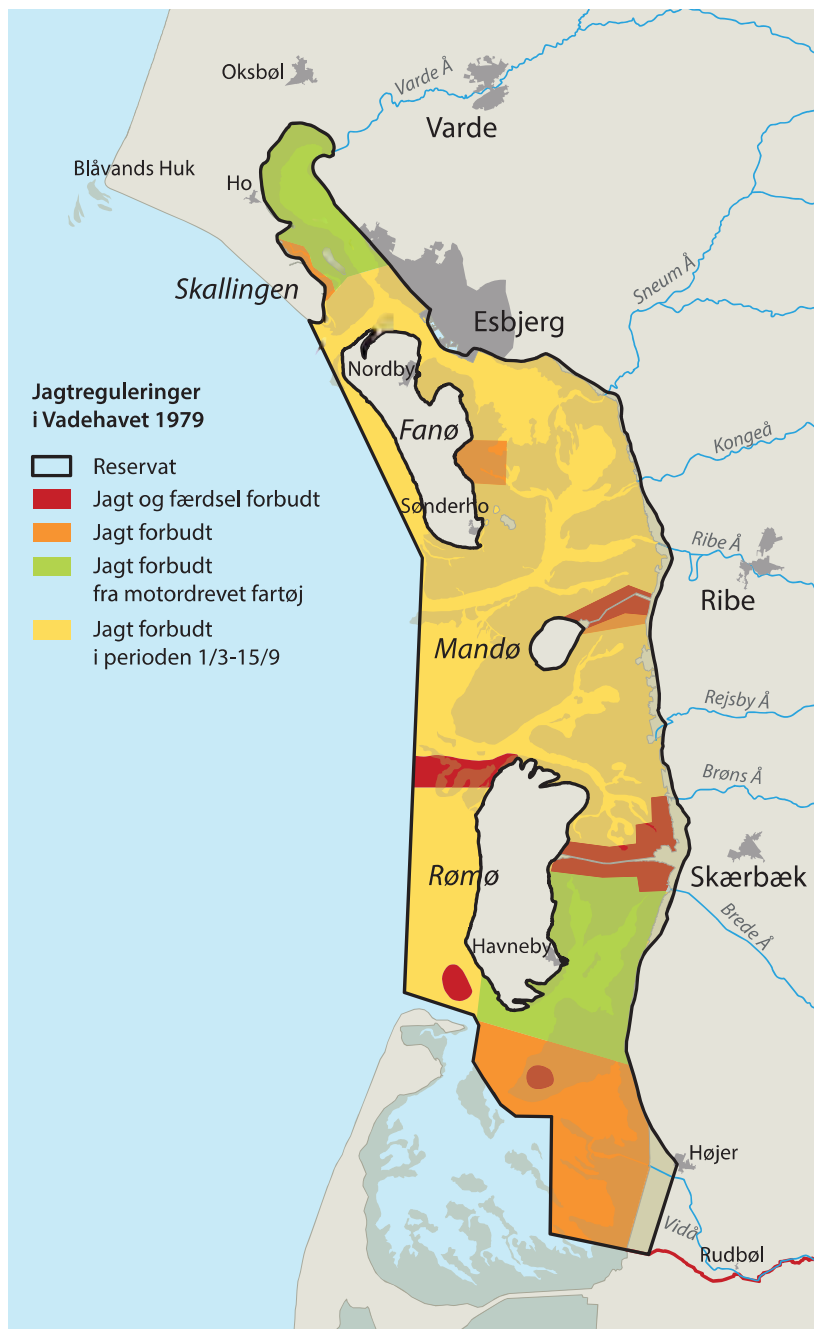 Oksbøl
Varde Å
Varde
Blåvands Huk
Ho
Sneum Å
Skallingen
Esbjerg
Nordby
Jagtreguleringer
i Vadehavet 1979
Reservat
Jagt og færdsel forbudt
Jagt forbudt
Jagt forbudt
fra motordrevet fartøj
Jagt forbudt
i perioden 1/3-15/9
Fanø
Kongeå
Sønderho
Ribe Å
Ribe
Mandø
Rejsby Å
Brøns Å
Rømø
Skærbæk
Brede Å
Havneby
Højer
Vidå
Rudbøl